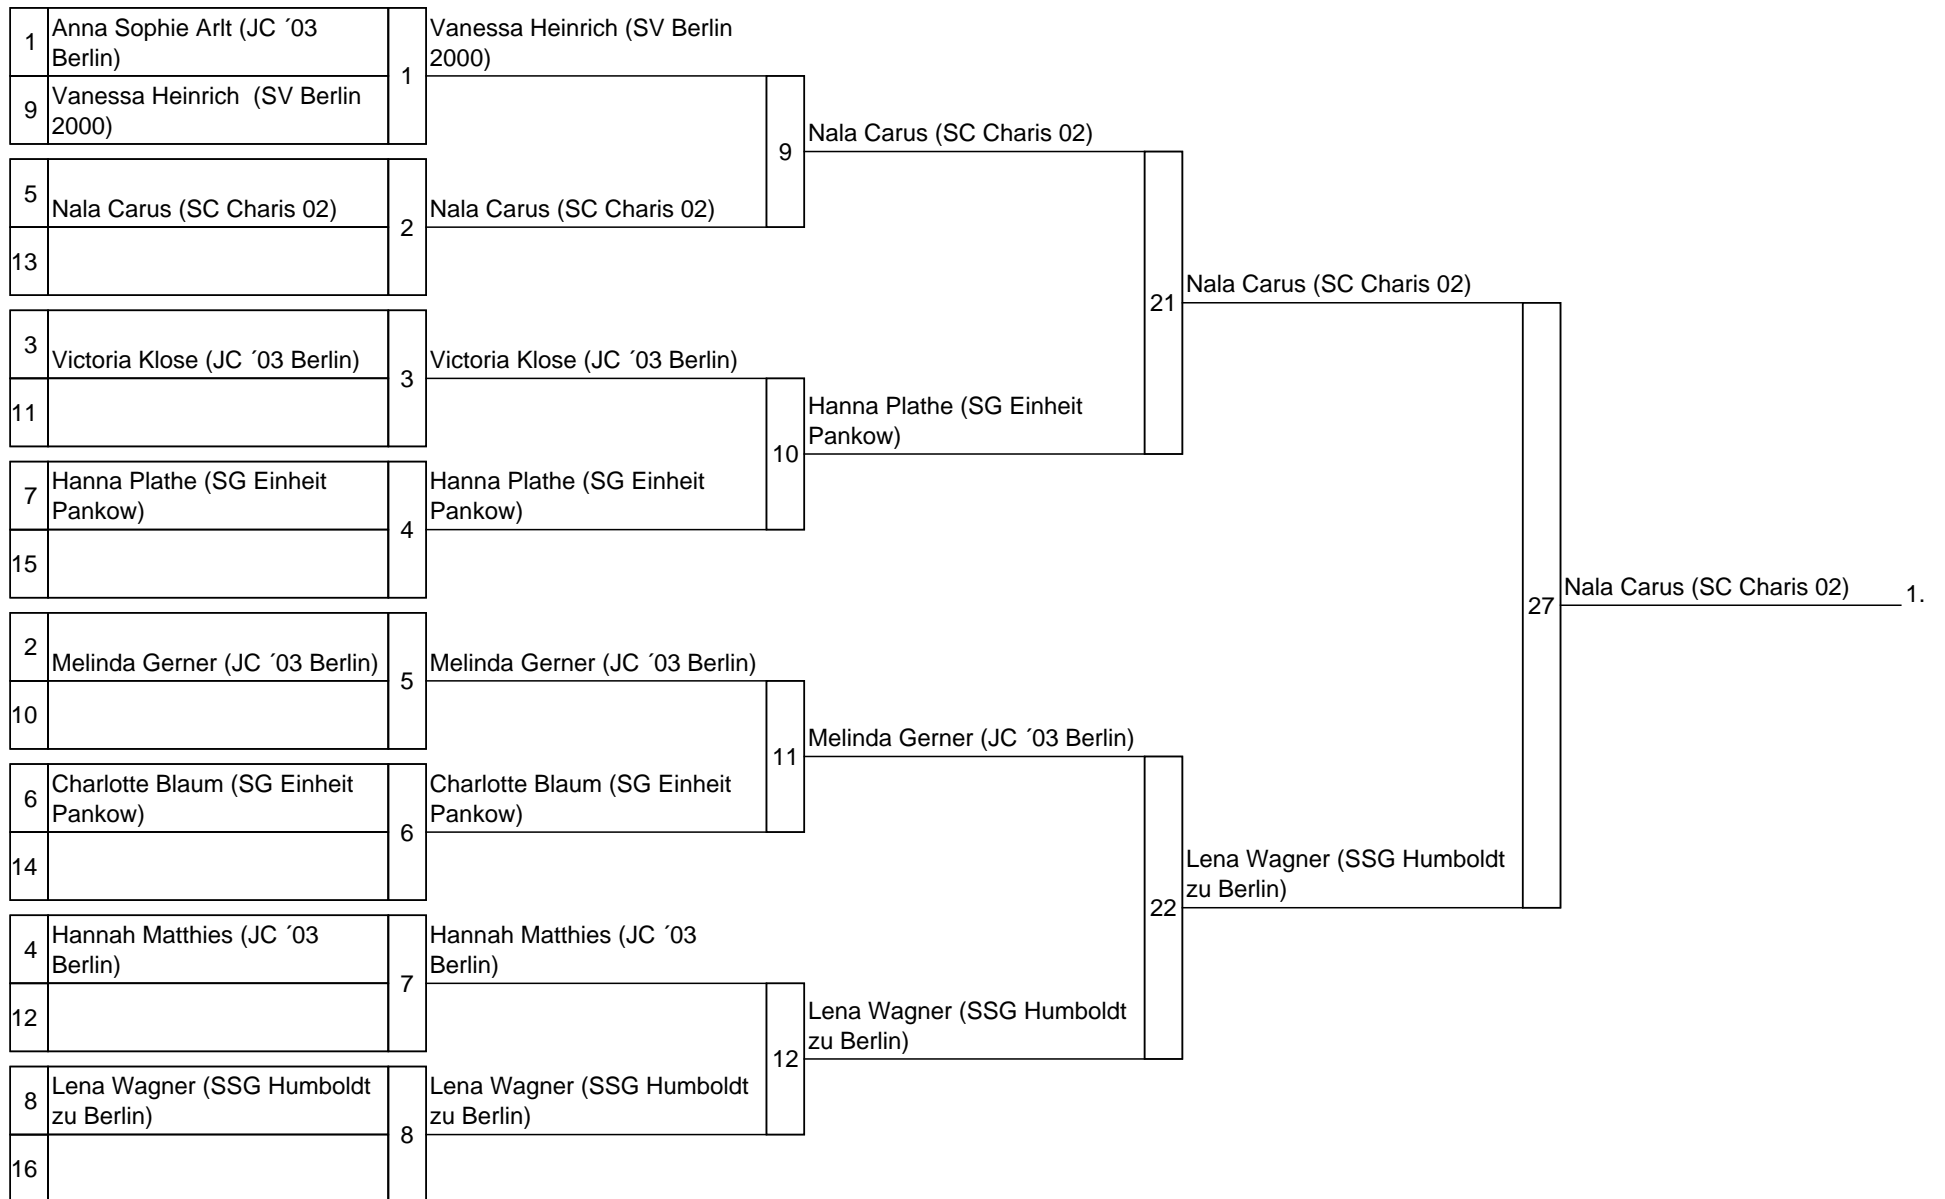 1
Anna Sophie Arlt (JC ´03
Berlin)
9
Vanessa Heinrich  (SV Berlin
2000)
1
5
Nala Carus (SC Charis 02)
13
2
3
Victoria Klose (JC ´03 Berlin)
11
3
7
Hanna Plathe (SG Einheit
Pankow)
15
4
2
Melinda Gerner (JC ´03 Berlin)
10
5
6
Charlotte Blaum (SG Einheit
Pankow)
14
6
4
Hannah Matthies (JC ´03
Berlin)
12
7
8
Lena Wagner (SSG Humboldt
zu Berlin)
16
8
Vanessa Heinrich (SV Berlin
2000)
Nala Carus (SC Charis 02)
9
Victoria Klose (JC ´03 Berlin)
Hanna Plathe (SG Einheit
Pankow)
10
Melinda Gerner (JC ´03 Berlin)
Charlotte Blaum (SG Einheit
Pankow)
11
Hannah Matthies (JC ´03
Berlin)
Lena Wagner (SSG Humboldt
zu Berlin)
12
Nala Carus (SC Charis 02)
Hanna Plathe (SG Einheit
Pankow)
21
Melinda Gerner (JC ´03 Berlin)
Lena Wagner (SSG Humboldt
zu Berlin)
22
Nala Carus (SC Charis 02)
Lena Wagner (SSG Humboldt
zu Berlin)
27
Nala Carus (SC Charis 02)
1.